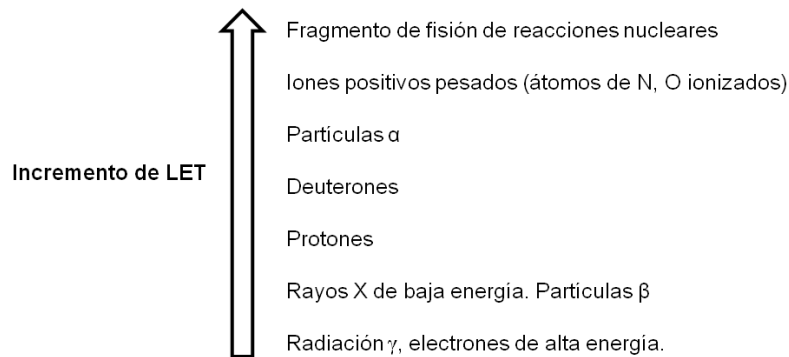 Fragmento de fisión de reacciones nucleares
Iones positivos pesados (átomos de N, O ionizados)
Partículas α
Incremento de LET
Deuterones
Protones
Rayos X de baja energía. Partículas β
Radiación γ, electrones de alta energía.